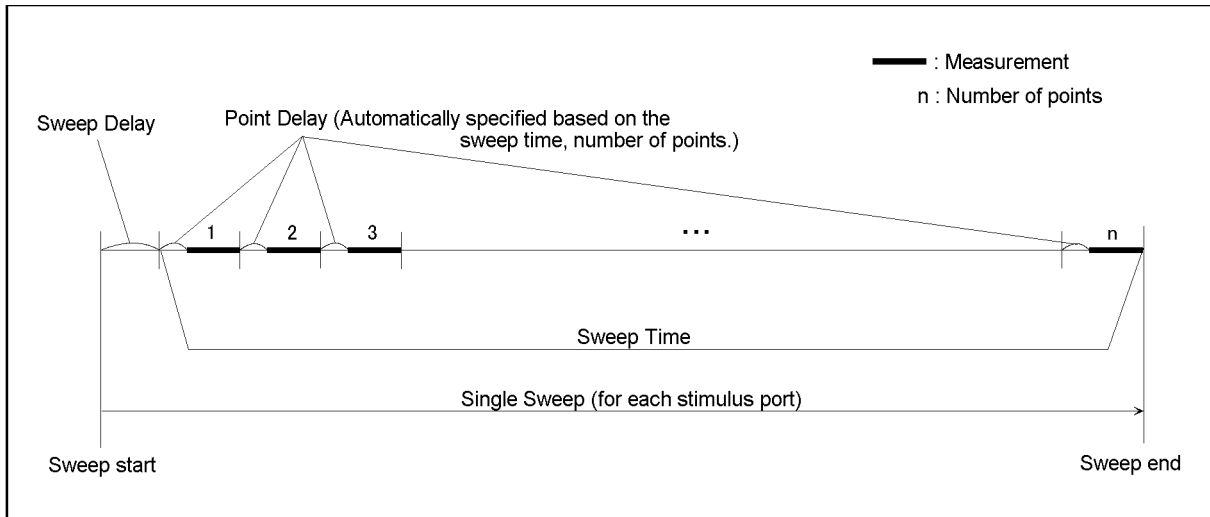 : Measurement
n : Number of points
Sweep Delay
Point Delay (Automatically specified based on the
sweep time, number of points.)
1 2 3 ... n
Sweep Time
Single Sweep (for each stimulus port)
Sweep start
Sweep end